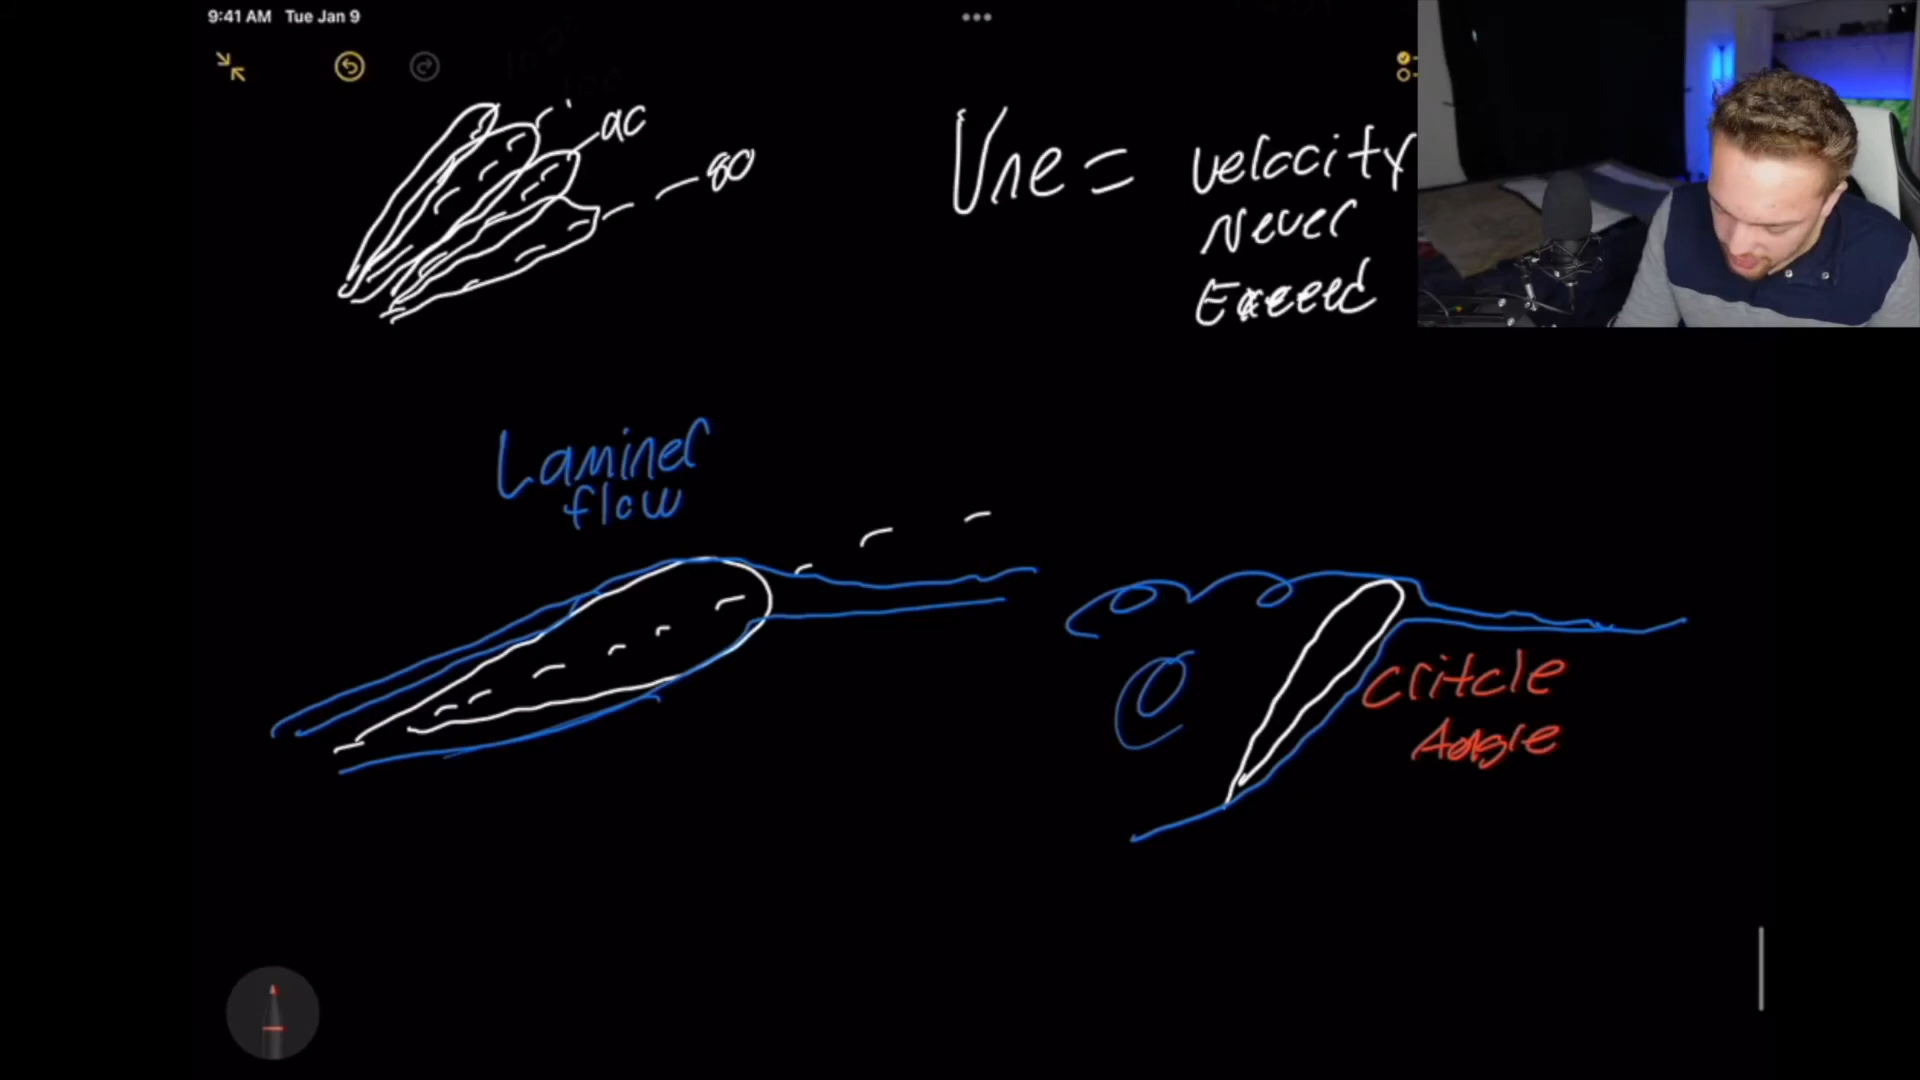 9:41 AM Tue Jan 9
ac
80
Vne = velocity
Never
Exceed
Laminer
flow
Critcle
Angle